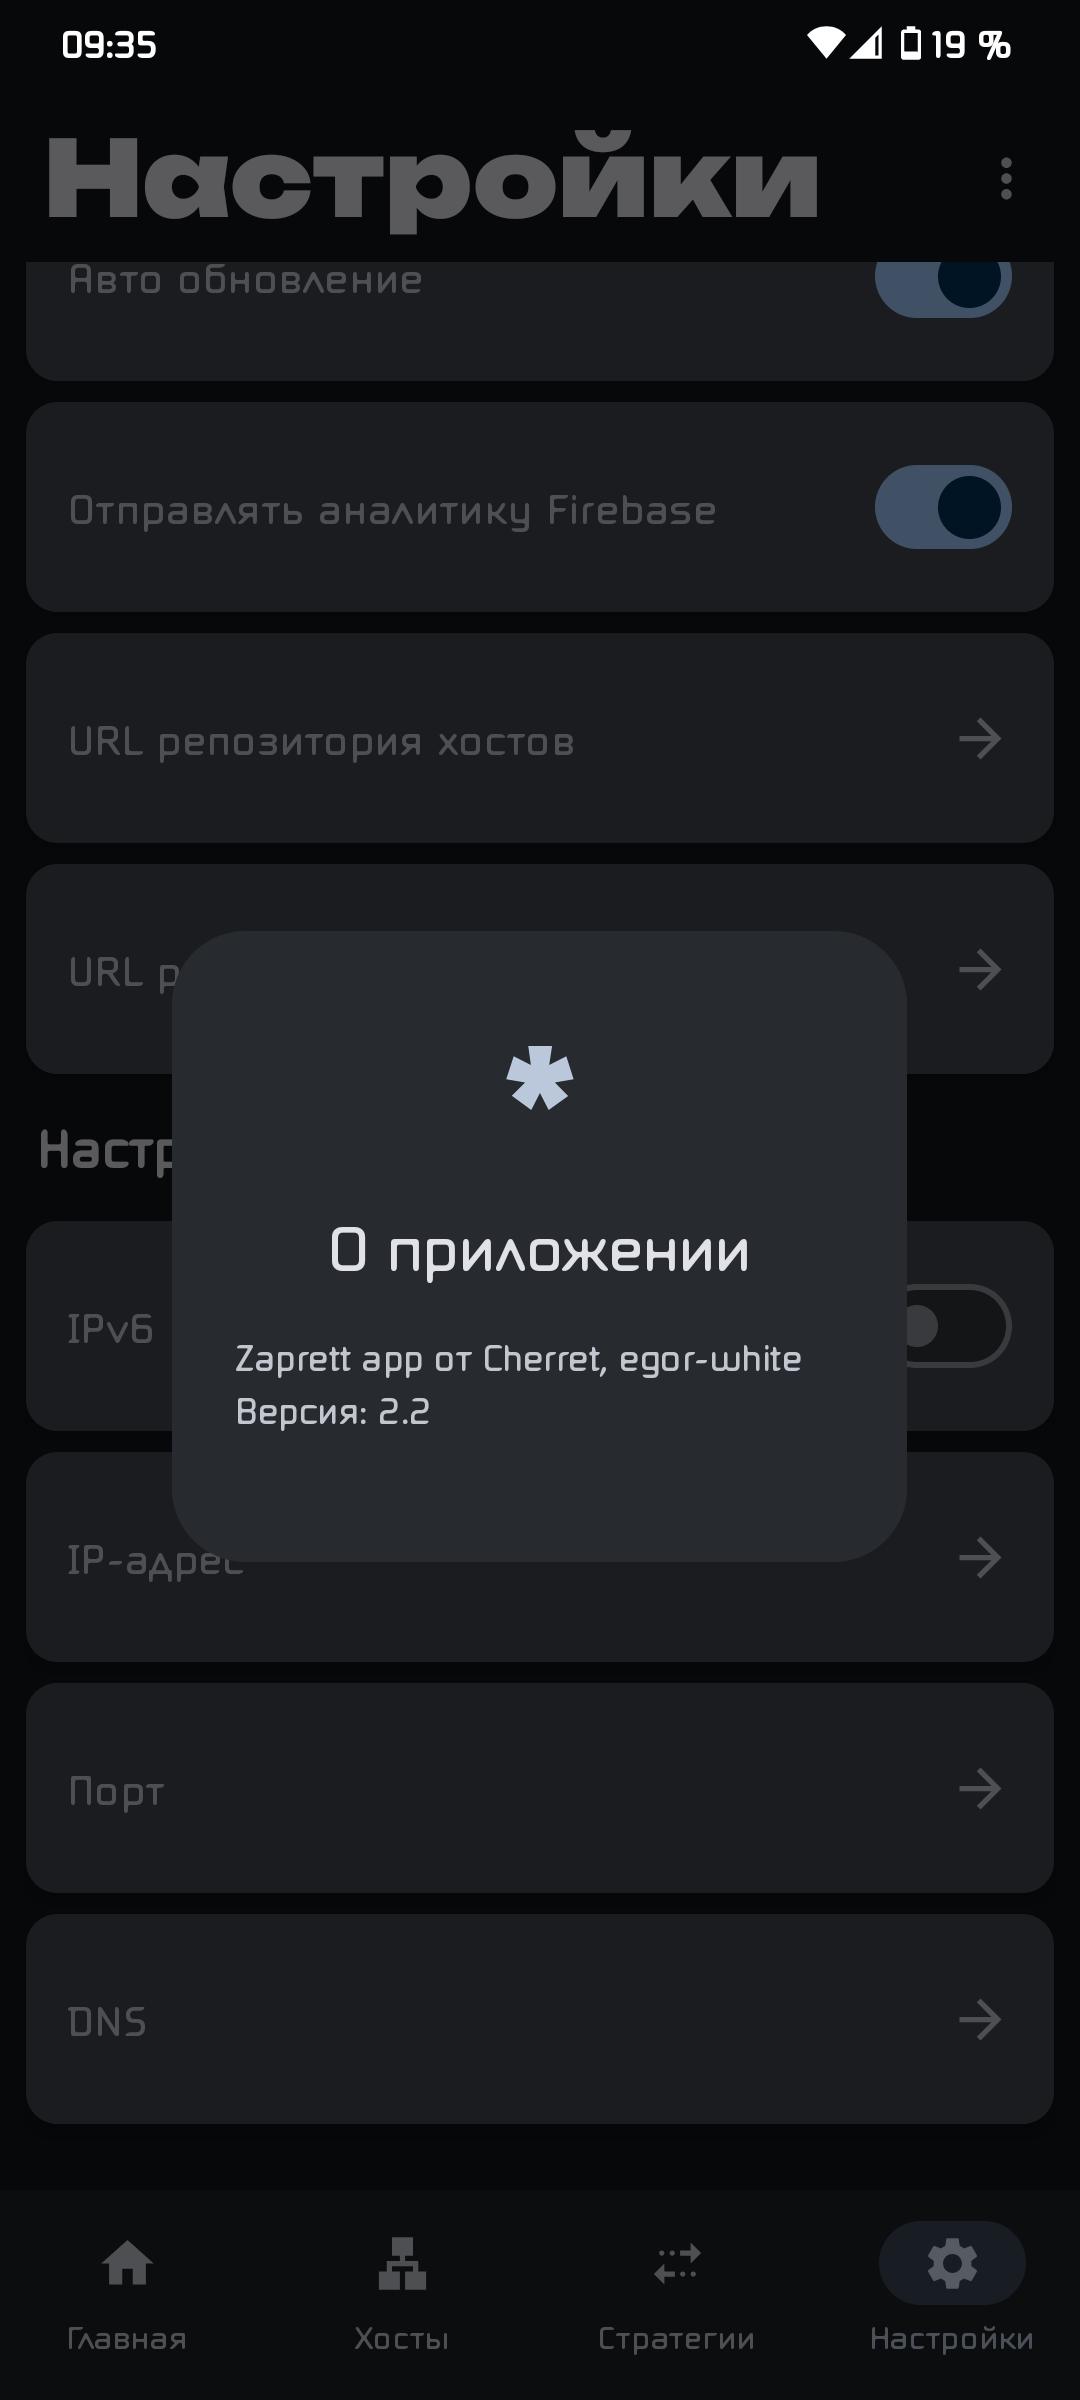 09:35
19 %
Настройки
Авто обновление
Отправлять аналитику Firebase
URL репозитория хостов
URL
О приложении
Zaprett app от Cherret, egor-white
Версия: 2.2
IPv6
IP-адрес
Порт
DNS
Главная
Хосты
Стратегии
Настройки